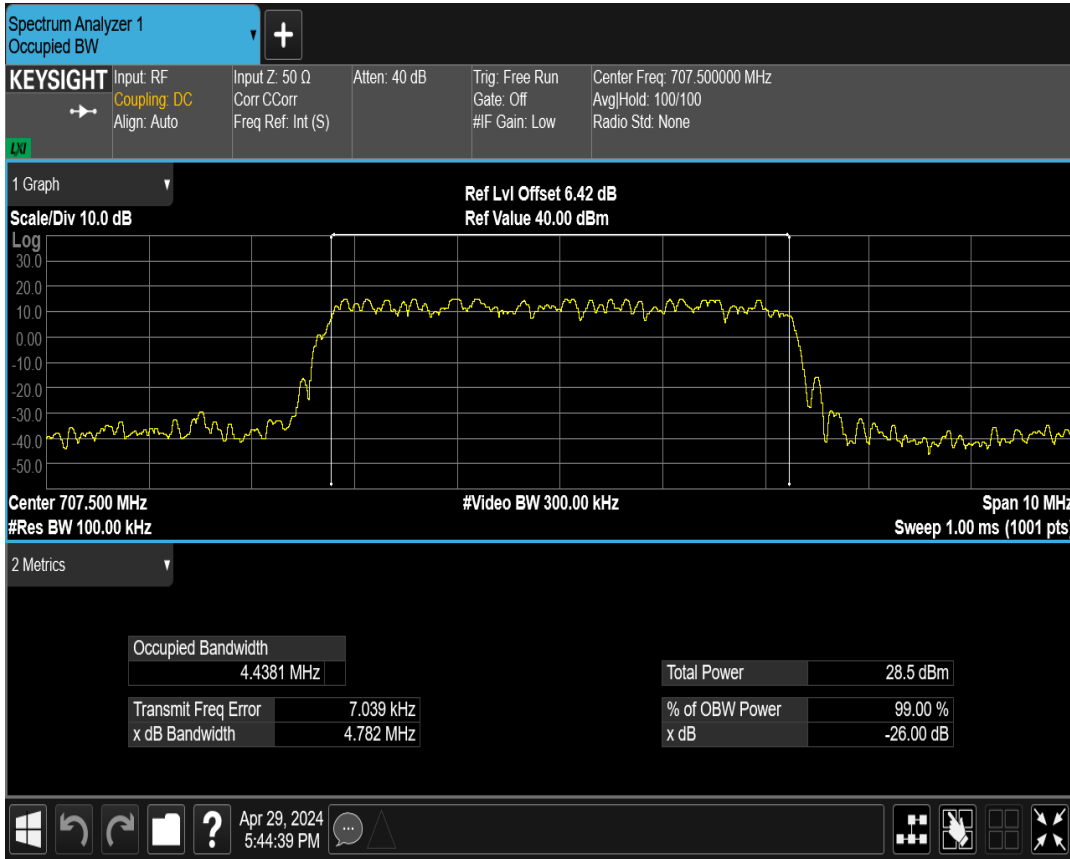 Spectrum Analyzer 1
Occupied BW
+
KEYSIGHT
LXI
Input: RF
Coupling: DC
Align: Auto
Input Z: 50 Ω
Corr CCorr
Freq Ref: Int (S)
Atten: 40 dB
Trig: Free Run
Gate: Off
#IF Gain: Low
Center Freq: 707.500000 MHz
Avg|Hold: 100/100
Radio Std: None
1 Graph
Scale/Div 10.0 dB
Ref Lvl Offset 6.42 dB
Ref Value 40.00 dBm
Log
30.0
20.0
10.0
0.00
-10.0
-20.0
-30.0
-40.0
-50.0
Center 707.500 MHz
#Video BW 300.00 kHz
Span 10 MHz
#Res BW 100.00 kHz
Sweep 1.00 ms (1001 pts)
2 Metrics
Occupied Bandwidth
4.4381 MHz
Total Power 28.5 dBm
Transmit Freq Error 7.039 kHz
% of OBW Power 99.00 %
x dB Bandwidth 4.782 MHz
x dB -26.00 dB
?
Apr 29, 2024
5:44:39 PM